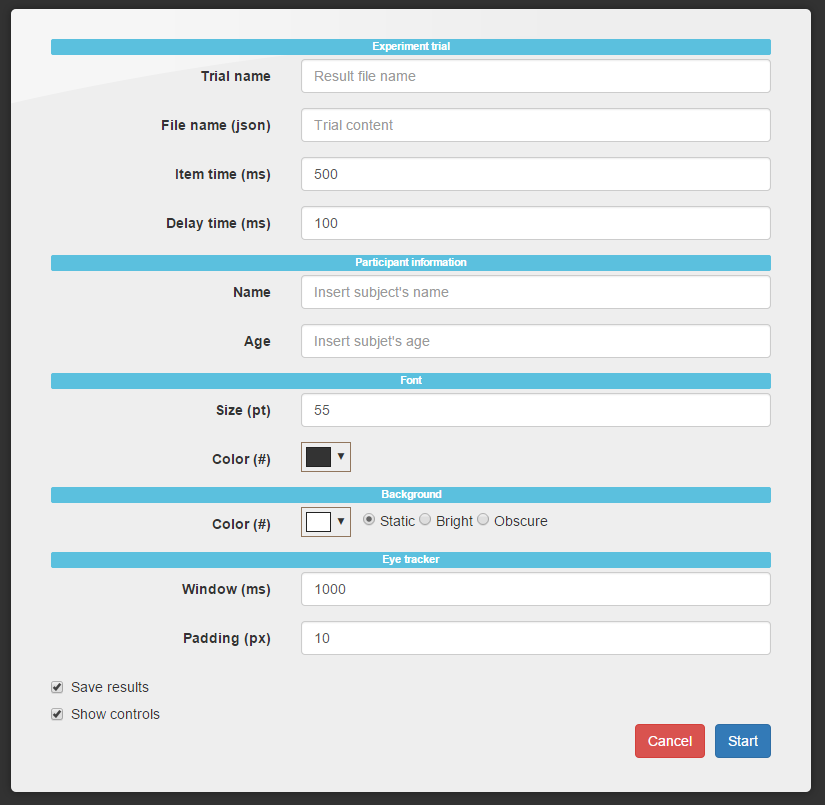 Experiment trial
Trial name Result file name
File name (json) Trial content
Item time (ms) 500
Delay time (ms) 100
Participant information
Name Insert subject's name
Age Insert subjet's age
Font
Size (pt) 55
Color (#)
Background
Color (#) Static Bright Obscure
Eye tracker
Window (ms) 1000
Padding (px) 10
Save results
Show controls
Cancel Start